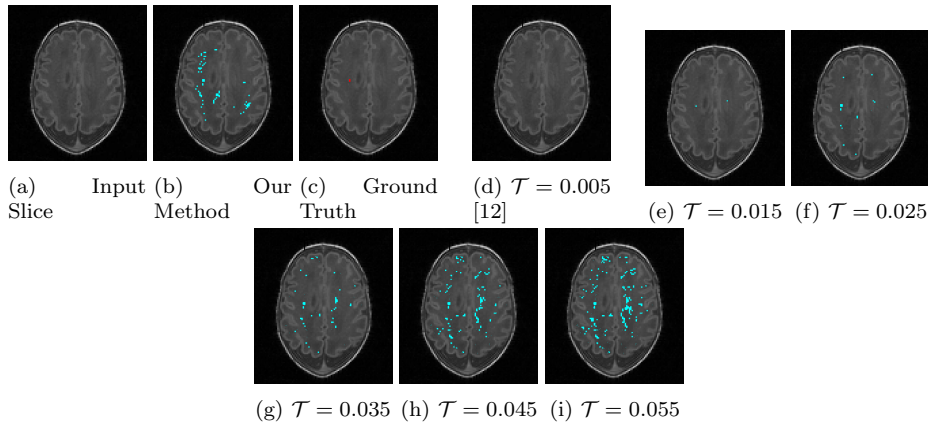 (a) Input Slice
(b) Our Method
(c) Ground Truth
(d) 𝒯 = 0.005 [12]
(e) 𝒯 = 0.015
(f) 𝒯 = 0.025
(g) 𝒯 = 0.035
(h) 𝒯 = 0.045
(i) 𝒯 = 0.055